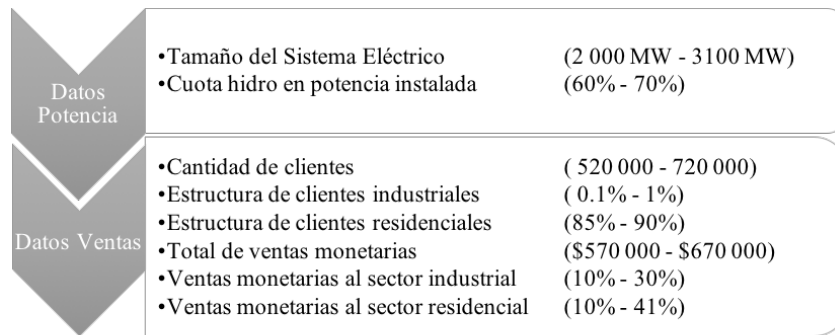 Datos
Potencia
•Tamaño del Sistema Eléctrico (2 000 MW - 3100 MW)
•Cuota hidro en potencia instalada (60% - 70%)
Datos Ventas
•Cantidad de clientes ( 520 000 - 720 000)
•Estructura de clientes industriales ( 0.1% - 1%)
•Estructura de clientes residenciales (85% - 90%)
•Total de ventas monetarias ($570 000 - $670 000)
•Ventas monetarias al sector industrial (10% - 30%)
•Ventas monetarias al sector residencial (10% - 41%)